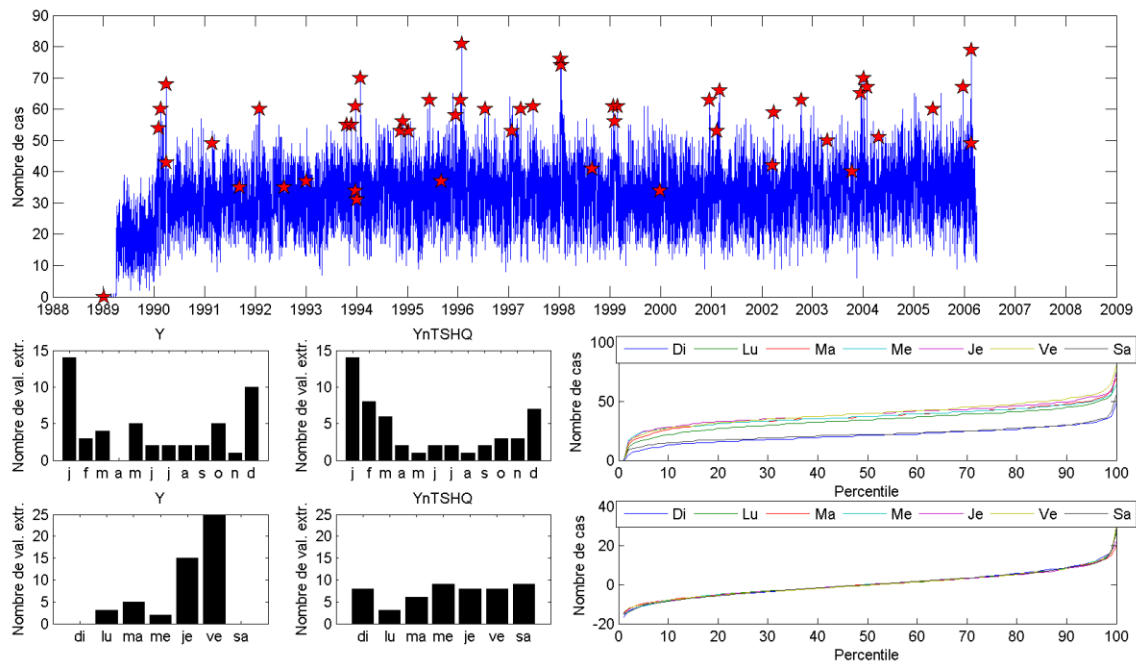 90
80
70
60
50
40
30
20
10
0
Nombre de cas
1988 1989 1990 1991 1992 1993 1994 1995 1996 1997 1998 1999 2000 2001 2002 2003 2004 2005 2006 2007 2008 2009
Y
15
10
5
0
Nombre de val. extr.
j f m a m j j a s o n d
YnTSHQ
15
10
5
0
Nombre de val. extr.
j f m a m j j a s o n d
100
50
0
Nombre de cas
Di Lu Ma Me Je Ve Sa
0 10 20 30 40 50 60 70 80 90 100
Percentile
Y
25
20
15
10
5
0
Nombre de val. extr.
di lu ma me je ve sa
YnTSHQ
25
20
15
10
5
0
Nombre de val. extr.
di lu ma me je ve sa
40
20
0
-20
Nombre de cas
Di Lu Ma Me Je Ve Sa
0 10 20 30 40 50 60 70 80 90 100
Percentile